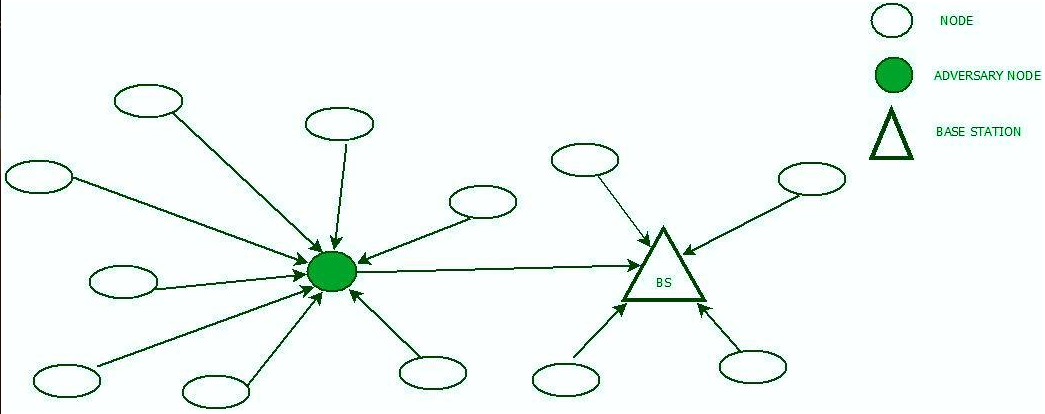 NODE
ADVERSARY NODE
BASE STATION
BS